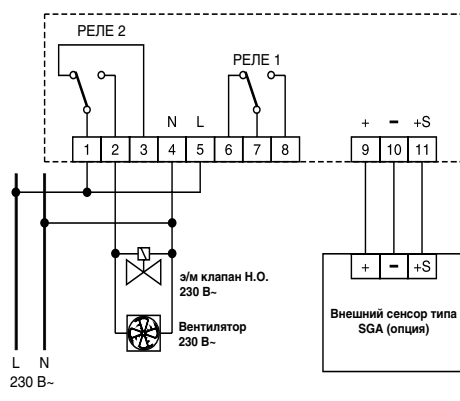 РЕЛЕ 2
РЕЛЕ 1
N L
+ − +S
1 2 3 4 5 6 7 8 9 10 11
+ − +S
э/м клапан Н.О.
230 В~
Внешний сенсор типа
SGA (опция)
Вентилятор
230 В~
L N
230 В~